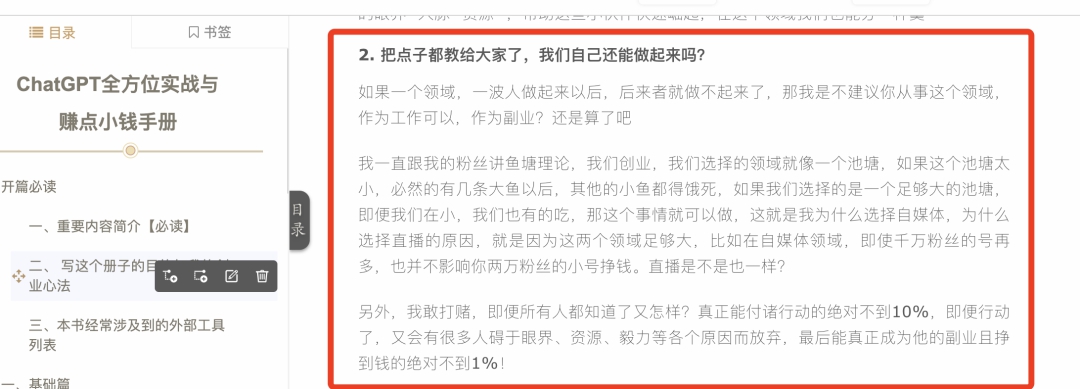 目录
书签
ChatGPT全方位实战与
赚点小钱手册
开篇必读
一、重要内容简介【必读】
二、写这个册子的目
业心法
三、本书经常涉及到的外部工具
列表
一、基础篇
目
录
2. 把点子都教给大家了，我们自己还能做起来吗？
如果一个领域，一波人做起来以后，后来者就做不起来了，那我是不建议你从事这个领域，
作为工作可以，作为副业？还是算了吧
我一直跟我的粉丝讲鱼塘理论，我们创业，我们选择的领域就像一个池塘，如果这个池塘太
小，必然的有几条大鱼以后，其他的小鱼都得饿死，如果我们选择的是一个足够大的池塘，
即便我们在小，我们也有的吃，那这个事情就可以做，这就是我为什么选择自媒体，为什么
选择直播的原因，就是因为这两个领域足够大，比如在自媒体领域，即使千万粉丝的号再
多，也并不影响你两万粉丝的小号挣钱。直播是不是也一样？
另外，我敢打赌，即便所有人都知道了又怎样？真正能付诸行动的绝对不到10%，即便行动
了，又会有很多人碍于眼界、资源、毅力等各个原因而放弃，最后能真正成为他的副业且挣
到钱的绝对不到1%！